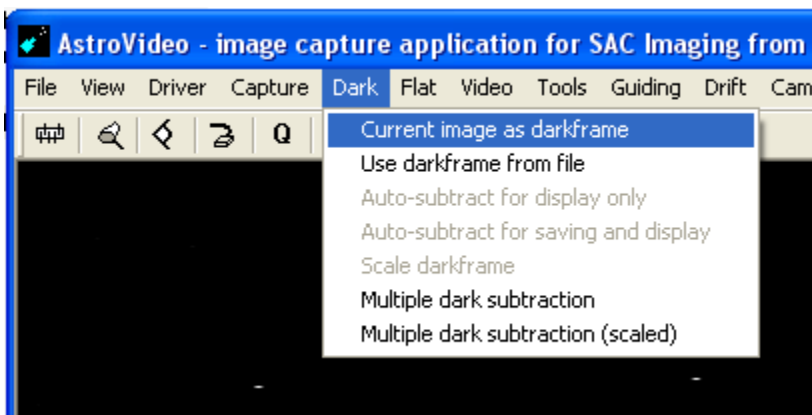 AstroVideo - image capture application for SAC Imaging from
File View Driver Capture Dark Flat Video Tools Guiding Drift Cam
Q
Current image as darkframe
Use darkframe from file
Auto-subtract for display only
Auto-subtract for saving and display
Scale darkframe
Multiple dark subtraction
Multiple dark subtraction (scaled)